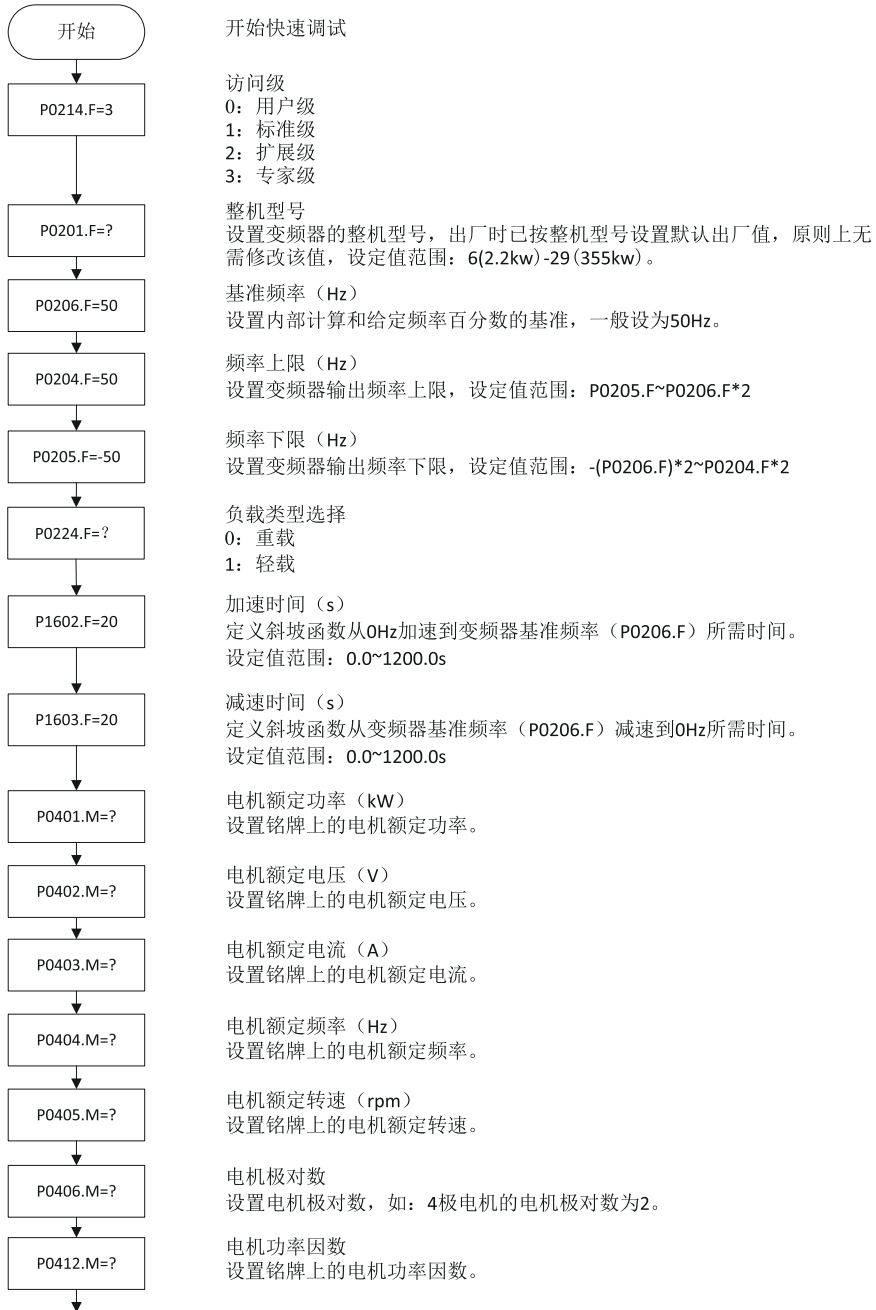 开始
开始快速调试
P0214.F=3
访问级
0：用户级
1：标准级
2：扩展级
3：专家级
P0201.F=?
整机型号
设置变频器的整机型号，出厂时已按整机型号设置默认出厂值，原则上无
需修改该值，设定值范围：6(2.2kw)-29(355kw)。
P0206.F=50
基准频率（Hz）
设置内部计算和给定频率百分数的基准，一般设为50Hz。
P0204.F=50
频率上限（Hz）
设置变频器输出频率上限，设定值范围：P0205.F~P0206.F*2
P0205.F=-50
频率下限（Hz）
设置变频器输出频率下限，设定值范围：-(P0206.F)*2~P0204.F*2
P0224.F=？
负载类型选择
0：重载
1：轻载
P1602.F=20
加速时间（s）
定义斜坡函数从0Hz加速到变频器基准频率（P0206.F）所需时间。
设定值范围：0.0~1200.0s
P1603.F=20
减速时间（s）
定义斜坡函数从变频器基准频率（P0206.F）减速到0Hz所需时间。
设定值范围：0.0~1200.0s
P0401.M=?
电机额定功率（kW）
设置铭牌上的电机额定功率。
P0402.M=?
电机额定电压（V）
设置铭牌上的电机额定电压。
P0403.M=?
电机额定电流（A）
设置铭牌上的电机额定电流。
P0404.M=?
电机额定频率（Hz）
设置铭牌上的电机额定频率。
P0405.M=?
电机额定转速（rpm）
设置铭牌上的电机额定转速。
P0406.M=?
电机极对数
设置电机极对数，如：4极电机的电机极对数为2。
P0412.M=?
电机功率因数
设置铭牌上的电机功率因数。